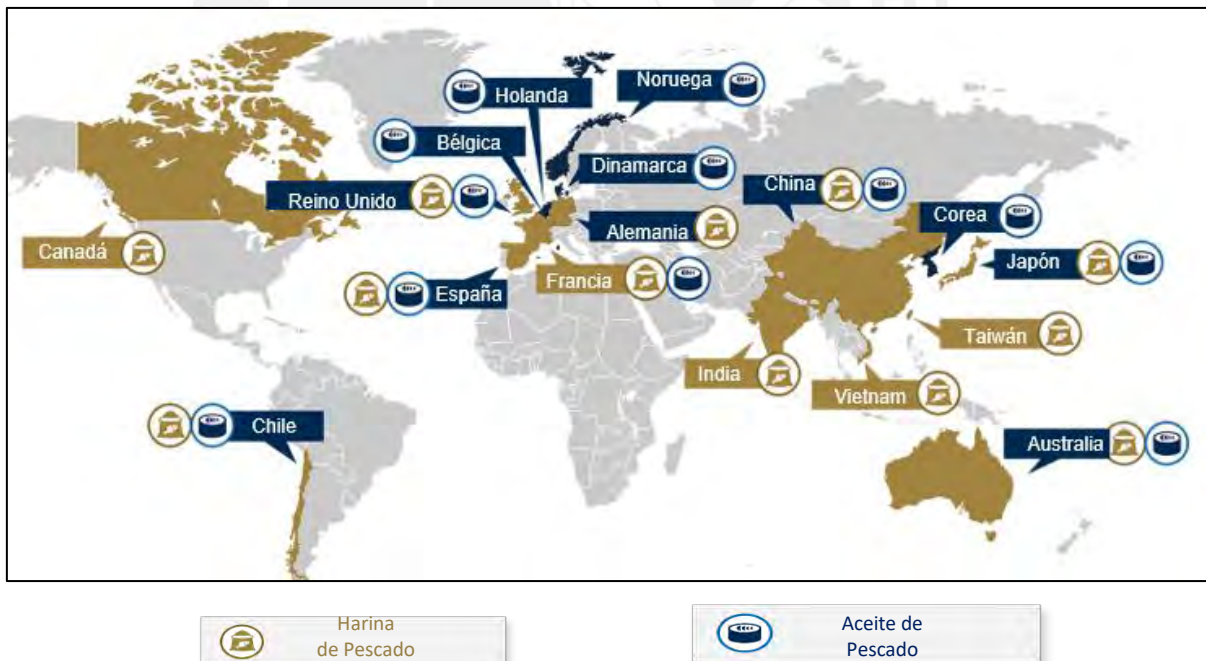 Noruega
Holanda
Bélgica
Dinamarca
China
Reino Unido
Corea
Alemania
Canadá
Japón
España
Francia
Taiwán
India
Vietnam
Chile
Australia
Harina
de Pescado
Aceite de
Pescado